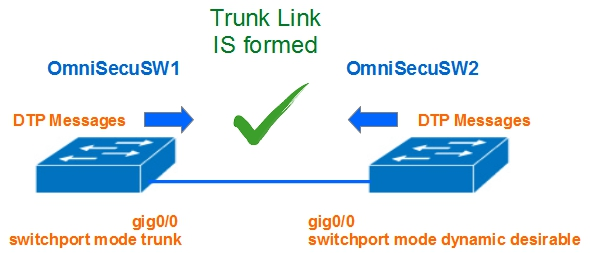 Trunk Link
IS formed
OmniSecuSW1
OmniSecuSW2
DTP Messages
DTP Messages
gig0/0
switchport mode trunk
gig0/0
switchport mode dynamic desirable